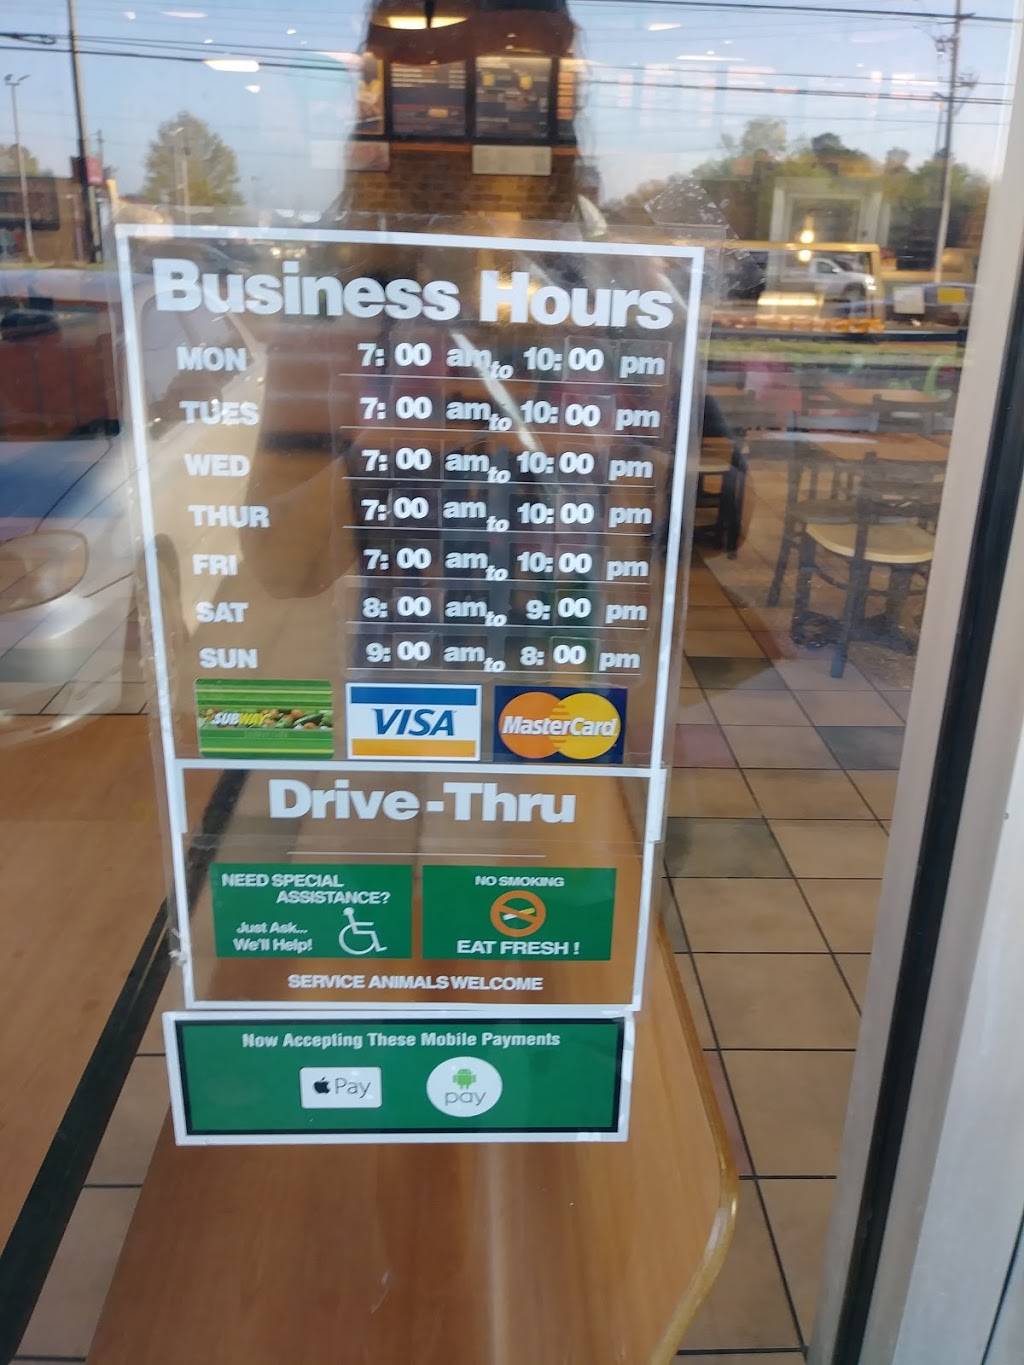 Business Hours
MON 7:00 am to 10:00 pm
TUES 7:00 am to 10:00 pm
WED 7:00 am to 10:00 pm
THUR 7:00 am to 10:00 pm
FRI 7:00 am to 10:00 pm
SAT 8:00 am to 9:00 pm
SUN 9:00 am to 8:00 pm
SUBWAY VISA MasterCard
Drive-Thru
NEED SPECIAL
ASSISTANCE?
Just Ask...
We'll Help!
NO SMOKING
EAT FRESH!
SERVICE ANIMALS WELCOME
Now Accepting These Mobile Payments
Pay
pay